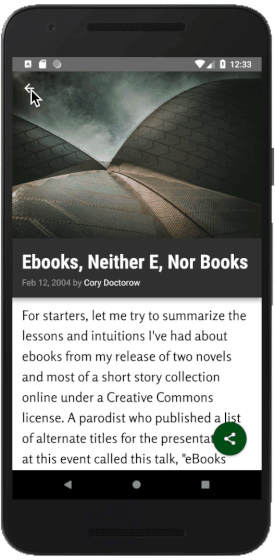 12:33
Ebooks, Neither E, Nor Books
Feb 12, 2004 by Cory Doctorow
For starters, let me try to summarize the
lessons and intuitions I've had about
ebooks from my release of two novels
and most of a short story collection
online under a Creative Commons
license. A parodist who published a list
of alternate titles for the presentat
at this event called this talk, "eBooks